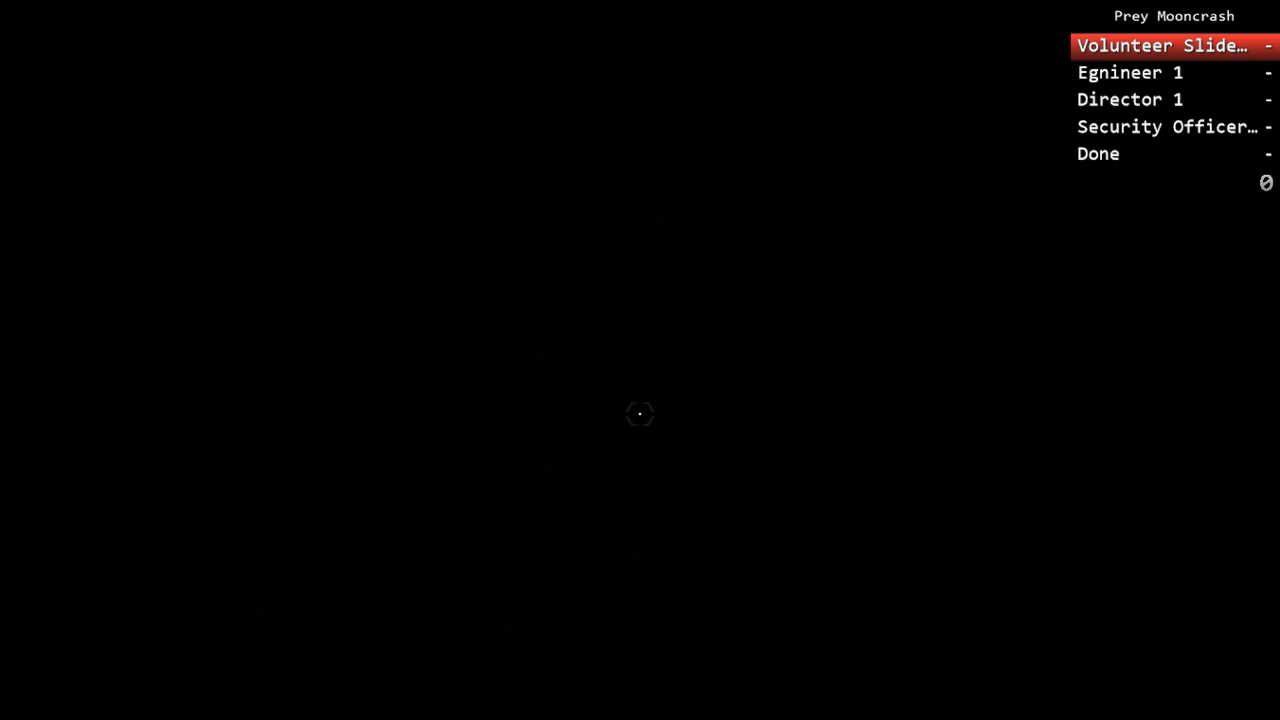 Prey Mooncrash
Volunteer Slide… -
Egnineer 1 -
Director 1 -
Security Officer… -
Done -
0